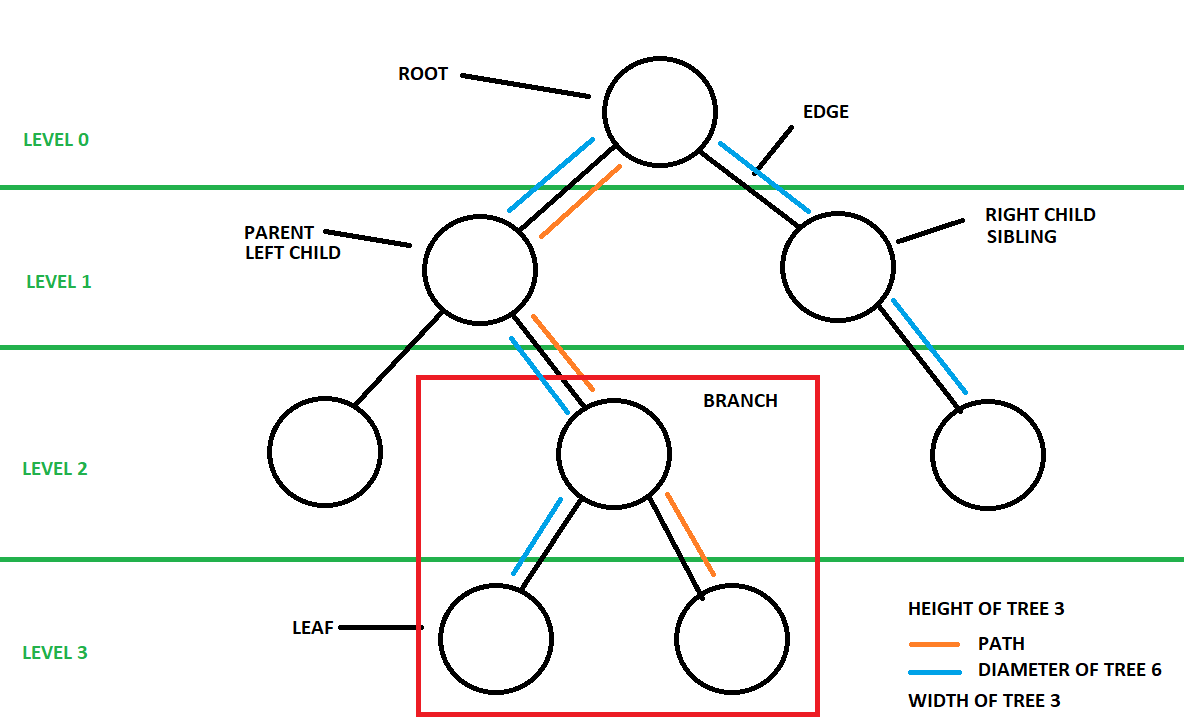 ROOT
EDGE
LEVEL 0
PARENT
LEFT CHILD
RIGHT CHILD
SIBLING
LEVEL 1
BRANCH
LEVEL 2
LEAF
LEVEL 3
HEIGHT OF TREE 3
PATH
DIAMETER OF TREE 6
WIDTH OF TREE 3